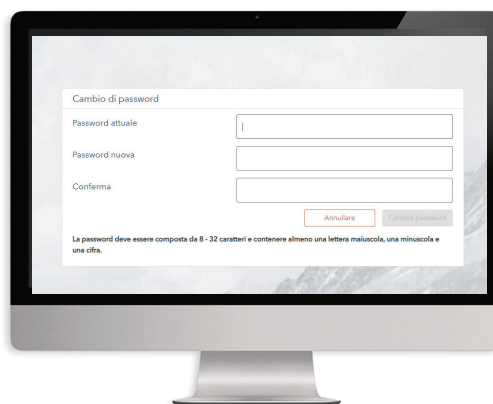 Cambio di password
Password attuale
Password nuova
Conferma
Annullare
Cambia password
La password deve essere composta da 8 - 32 caratteri e contenere almeno una lettera maiuscola, una minuscola e
una cifra.